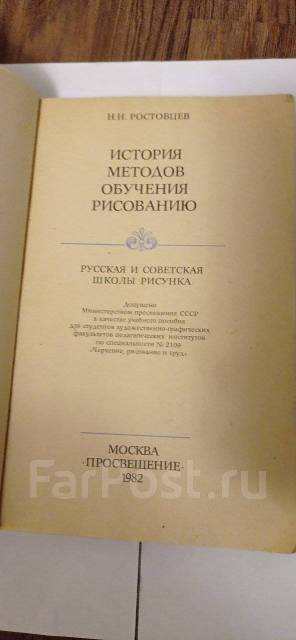 Н.Н. РОСТОВЦЕВ
ИСТОРИЯ
МЕТОДОВ
ОБУЧЕНИЯ
РИСОВАНИЮ
РУССКАЯ И СОВЕТСКАЯ
ШКОЛЫ РИСУНКА
Допущено
Министерством просвещения СССР
в качестве учебного пособия
для студентов художественно-графических
факультетов педагогических институтов
по специальности № 2109
«Черчение, рисование и труд»
МОСКВА
·ПРОСВЕЩЕНИЕ·
1982
FarPost.ru